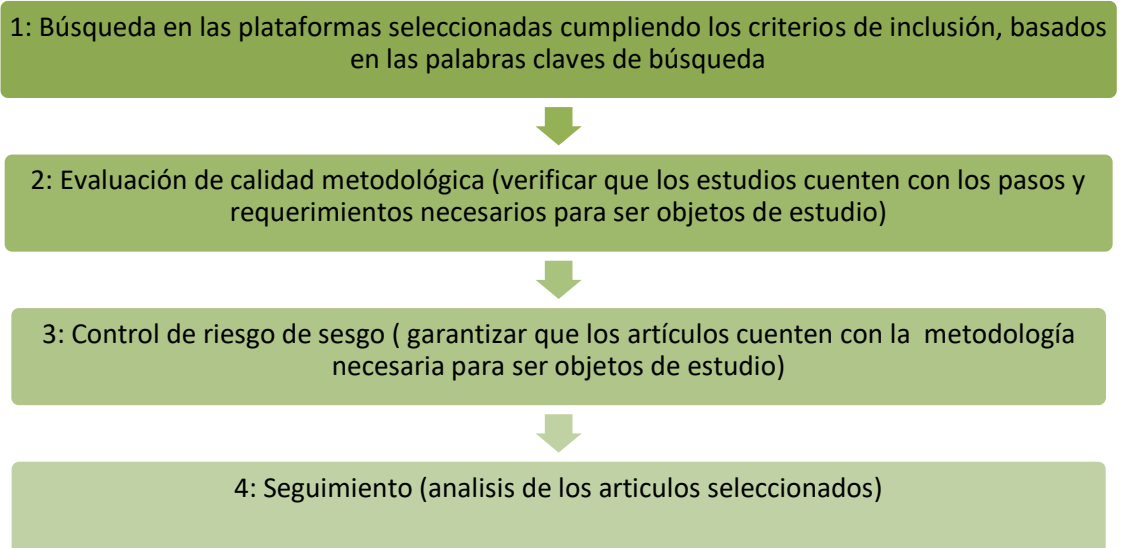 1: Búsqueda en las plataformas seleccionadas cumpliendo los criterios de inclusión, basados
en las palabras claves de búsqueda
2: Evaluación de calidad metodológica (verificar que los estudios cuenten con los pasos y
requerimientos necesarios para ser objetos de estudio)
3: Control de riesgo de sesgo ( garantizar que los artículos cuenten con la  metodología
necesaria para ser objetos de estudio)
4: Seguimiento (analisis de los articulos seleccionados)